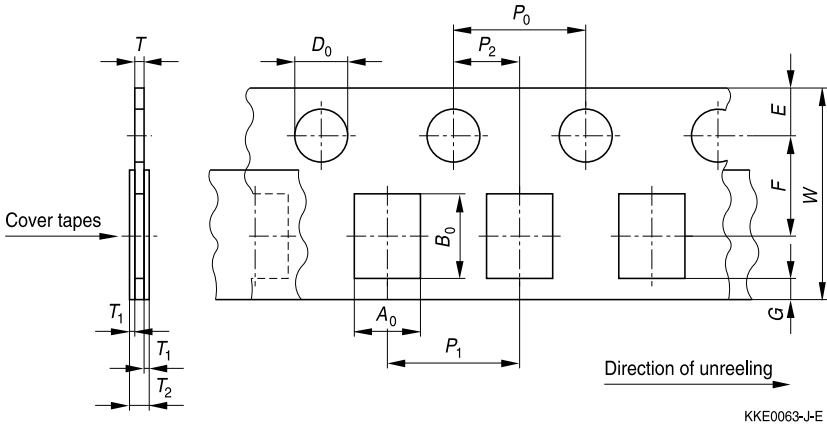 P0
T
D0
P2
E
F
W
Cover tapes
B0
G
T1
A0
T1
P1
T2
Direction of unreeling
KKE0063-J-E